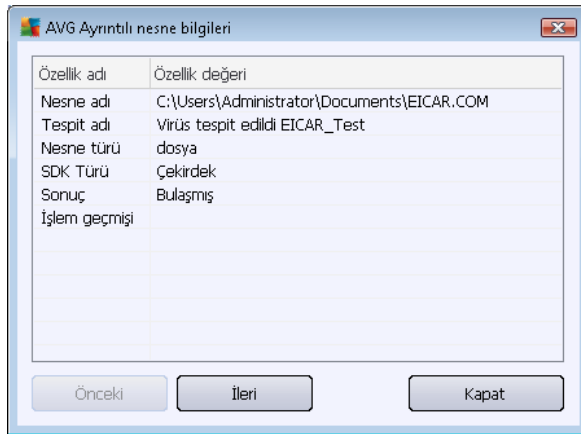 AVG Ayrıntılı nesne bilgileri
Özellik adı Özellik değeri
Nesne adı C:\Users\Administrator\Documents\EICAR.COM
Tespit adı Virüs tespit edildi EICAR_Test
Nesne türü dosya
SDK Türü Çekirdek
Sonuç Bulaşmış
İşlem geçmişi
Önceki İleri Kapat